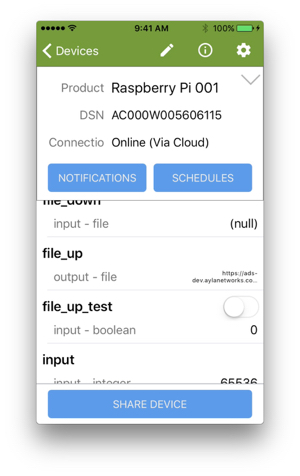 9:41 AM 100%
Devices
Product Raspberry Pi 001
DSN AC000W005606115
Connectio Online (Via Cloud)
NOTIFICATIONS SCHEDULES
file_down
input - file (null)
file_up
output - file https://ads-
dev.aylanetworks.co...
file_up_test
input - boolean 0
input
input - integer 65536
SHARE DEVICE